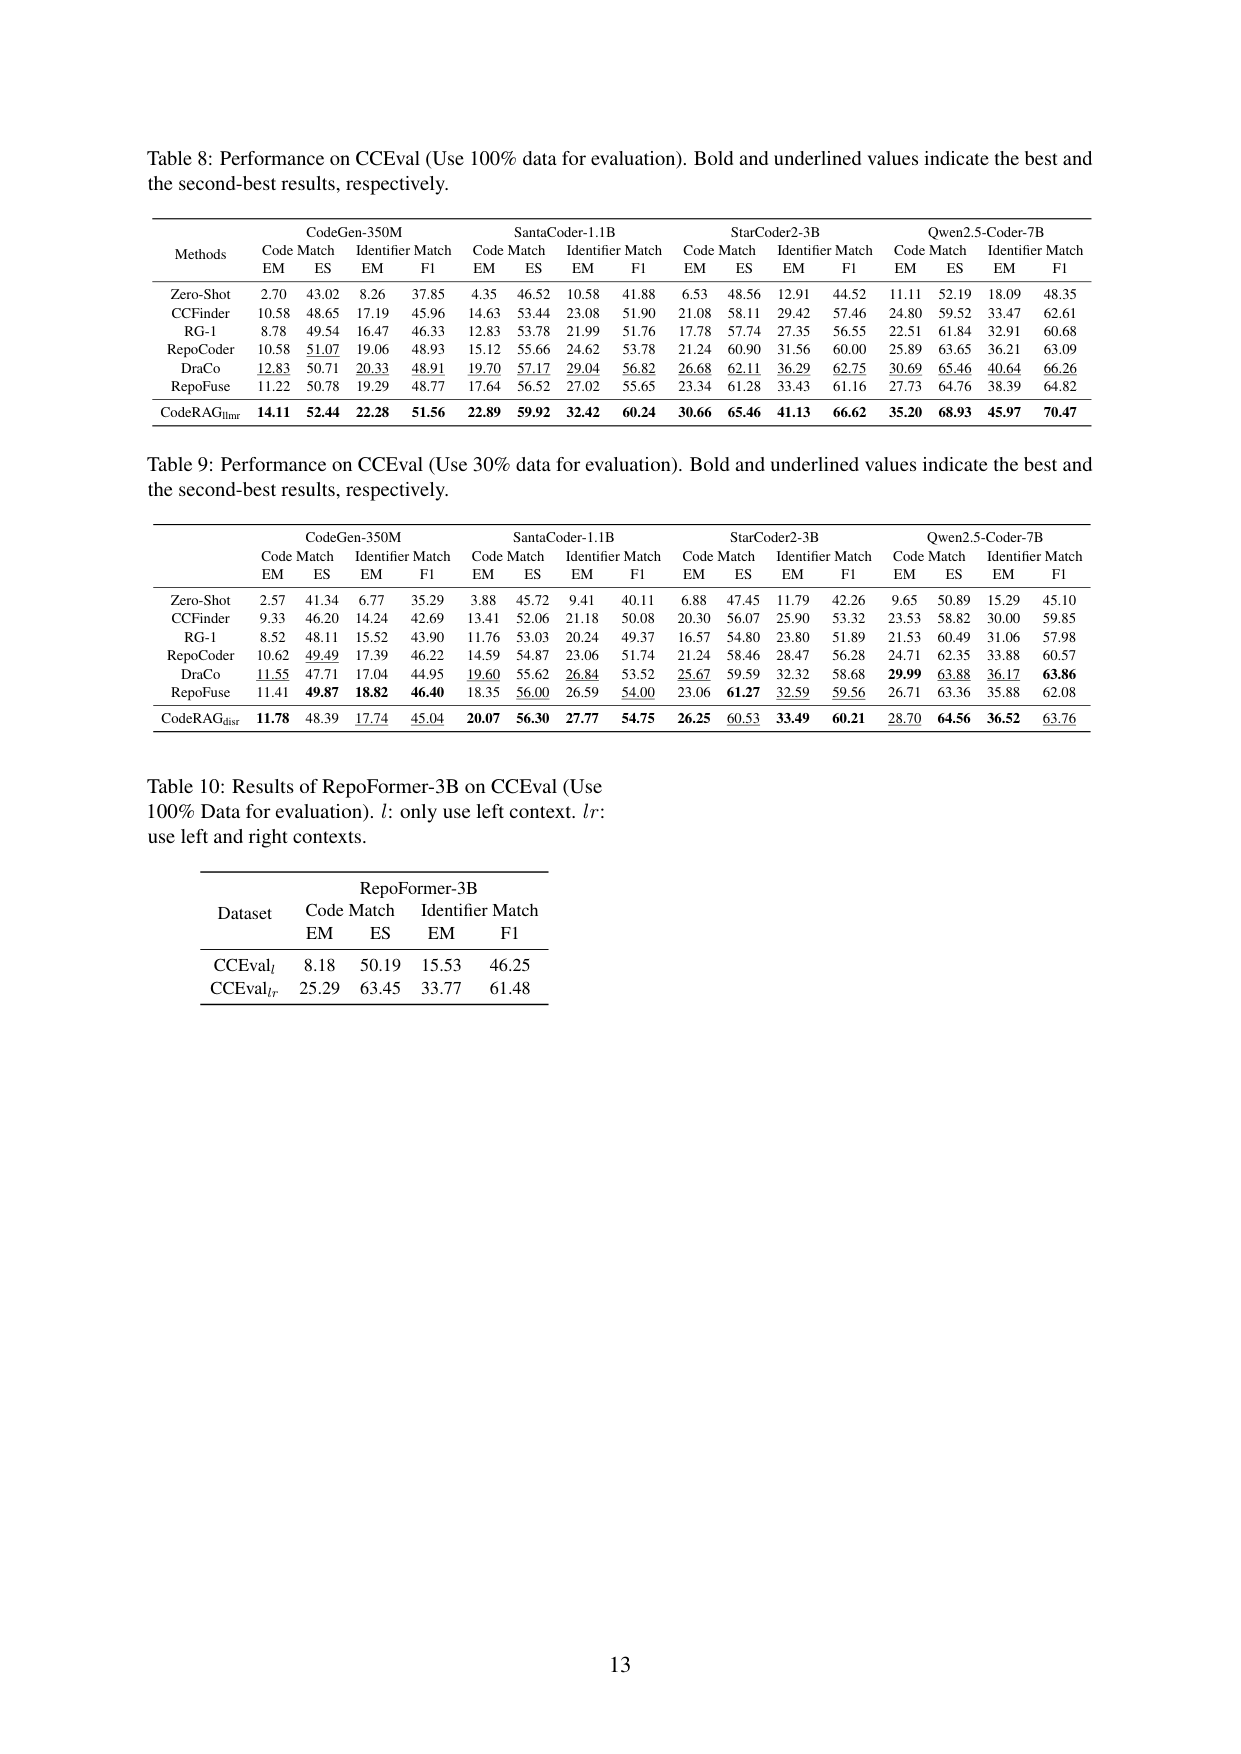 Table 8: Performance on CCEval (Use 100% data for evaluation). Bold and underlined values indicate the best and
the second-best results, respectively.
CodeGen-350M SantaCoder-1.1B StarCoder2-3B Qwen2.5-Coder-7B
Methods Code Match Identifier Match Code Match Identifier Match Code Match Identifier Match Code Match Identifier Match
EM ES EM F1 EM ES EM F1 EM ES EM F1 EM ES EM F1
Zero-Shot 2.70 43.02 8.26 37.85 4.35 46.52 10.58 41.88 6.53 48.56 12.91 44.52 11.11 52.19 18.09 48.35
CCFinder 10.58 48.65 17.19 45.96 14.63 53.44 23.08 51.90 21.08 58.11 29.42 57.46 24.80 59.52 33.47 62.61
RG-1 8.78 49.54 16.47 46.33 12.83 53.78 21.99 51.76 17.78 57.74 27.35 56.55 22.51 61.84 32.91 60.68
RepoCoder 10.58 51.07 19.06 48.93 15.12 55.66 24.62 53.78 21.24 60.90 31.56 60.00 25.89 63.65 36.21 63.09
DraCo 12.83 50.71 20.33 48.91 19.70 57.17 29.04 56.82 26.68 62.11 36.29 62.75 30.69 65.46 40.64 66.26
RepoFuse 11.22 50.78 19.29 48.77 17.64 56.52 27.02 55.65 23.34 61.28 33.43 61.16 27.73 64.76 38.39 64.82
CodeRAGllmr 14.11 52.44 22.28 51.56 22.89 59.92 32.42 60.24 30.66 65.46 41.13 66.62 35.20 68.93 45.97 70.47
Table 9: Performance on CCEval (Use 30% data for evaluation). Bold and underlined values indicate the best and
the second-best results, respectively.
CodeGen-350M SantaCoder-1.1B StarCoder2-3B Qwen2.5-Coder-7B
Code Match Identifier Match Code Match Identifier Match Code Match Identifier Match Code Match Identifier Match
EM ES EM F1 EM ES EM F1 EM ES EM F1 EM ES EM F1
Zero-Shot 2.57 41.34 6.77 35.29 3.88 45.72 9.41 40.11 6.88 47.45 11.79 42.26 9.65 50.89 15.29 45.10
CCFinder 9.33 46.20 14.24 42.69 13.41 52.06 21.18 50.08 20.30 56.07 25.90 53.32 23.53 58.82 30.00 59.85
RG-1 8.52 48.11 15.52 43.90 11.76 53.03 20.24 49.37 16.57 54.80 23.80 51.89 21.53 60.49 31.06 57.98
RepoCoder 10.62 49.49 17.39 46.22 14.59 54.87 23.06 51.74 21.24 58.46 28.47 56.28 24.71 62.35 33.88 60.57
DraCo 11.55 47.71 17.04 44.95 19.60 55.62 26.84 53.52 25.67 59.59 32.32 58.68 29.99 63.88 36.17 63.86
RepoFuse 11.41 49.87 18.82 46.40 18.35 56.00 26.59 54.00 23.06 61.27 32.59 59.56 26.71 63.36 35.88 62.08
CodeRAGdisr 11.78 48.39 17.74 45.04 20.07 56.30 27.77 54.75 26.25 60.53 33.49 60.21 28.70 64.56 36.52 63.76
Table 10: Results of RepoFormer-3B on CCEval (Use
100% Data for evaluation). l: only use left context. lr:
use left and right contexts.
RepoFormer-3B
Dataset Code Match Identifier Match
EM ES EM F1
CCEvall 8.18 50.19 15.53 46.25
CCEvallr 25.29 63.45 33.77 61.48
13